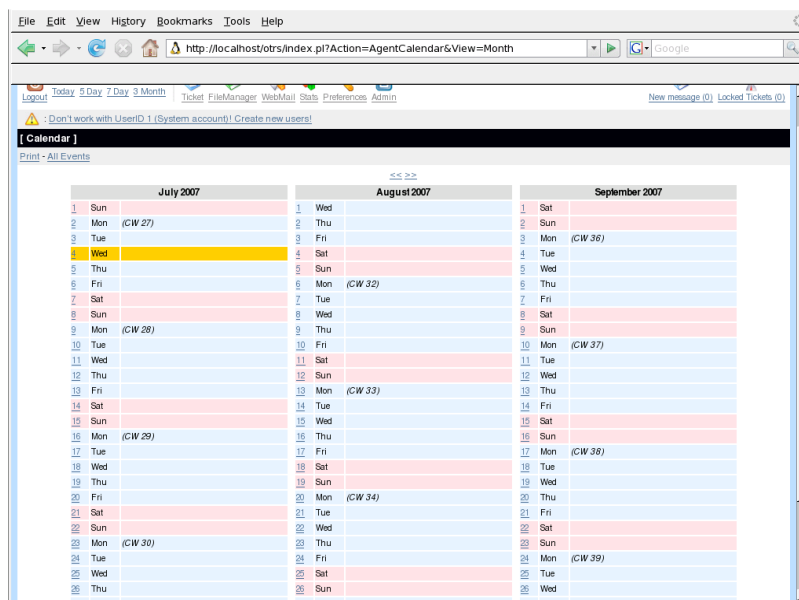 File Edit View History Bookmarks Tools Help
http://localhost/otrs/index.pl?Action=AgentCalendar&View=Month
G Google
Logout Today 5 Day 7 Day 3 Month Ticket FileManager WebMail Stats Preferences Admin New message (0) Locked Tickets (0)
: Don't work with UserID 1 (System account)! Create new users!
[ Calendar ]
Print - All Events
<< >>
July 2007 August 2007 September 2007
1 Sun 1 Wed 1 Sat
2 Mon (CW 27) 2 Thu 2 Sun
3 Tue 3 Fri 3 Mon (CW 36)
4 Wed 4 Sat 4 Tue
5 Thu 5 Sun 5 Wed
6 Fri 6 Mon (CW 32) 6 Thu
7 Sat 7 Tue 7 Fri
8 Sun 8 Wed 8 Sat
9 Mon (CW 28) 9 Thu 9 Sun
10 Tue 10 Fri 10 Mon (CW 37)
11 Wed 11 Sat 11 Tue
12 Thu 12 Sun 12 Wed
13 Fri 13 Mon (CW 33) 13 Thu
14 Sat 14 Tue 14 Fri
15 Sun 15 Wed 15 Sat
16 Mon (CW 29) 16 Thu 16 Sun
17 Tue 17 Fri 17 Mon (CW 38)
18 Wed 18 Sat 18 Tue
19 Thu 19 Sun 19 Wed
20 Fri 20 Mon (CW 34) 20 Thu
21 Sat 21 Tue 21 Fri
22 Sun 22 Wed 22 Sat
23 Mon (CW 30) 23 Thu 23 Sun
24 Tue 24 Fri 24 Mon (CW 39)
25 Wed 25 Sat 25 Tue
26 Thu 26 Sun 26 Wed